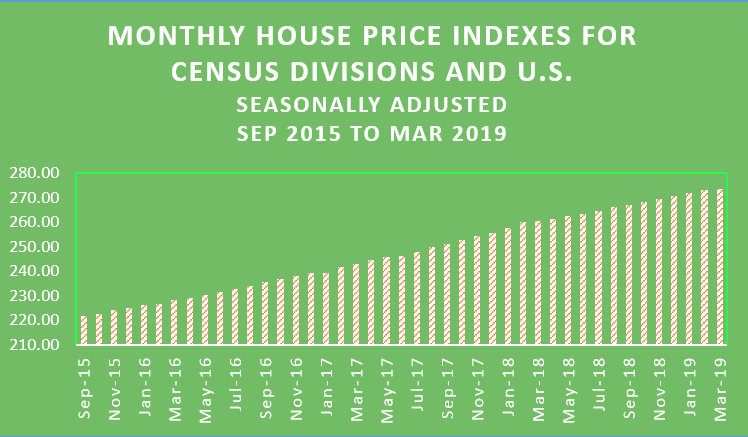 MONTHLY HOUSE PRICE INDEXES FOR
CENSUS DIVISIONS AND U.S.
SEASONALLY ADJUSTED
SEP 2015 TO MAR 2019
280.00
270.00
260.00
250.00
240.00
230.00
220.00
210.00
Sep-15
Nov-15
Jan-16
Mar-16
May-16
Jul-16
Sep-16
Nov-16
Jan-17
Mar-17
May-17
Jul-17
Sep-17
Nov-17
Jan-18
Mar-18
May-18
Jul-18
Sep-18
Nov-18
Jan-19
Mar-19